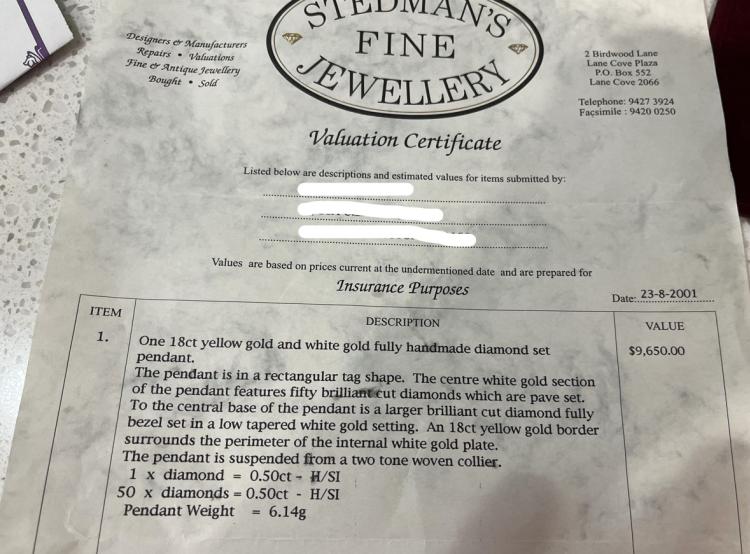 STEDMAN'S
FINE
JEWELLERY
Designers & Manufacturers
Repairs • Valuations
Fine & Antique Jewellery
Bought • Sold
2 Birdwood Lane
Lane Cove Plaza
P.O. Box 552
Lane Cove 2066
Telephone: 9427 3924
Facsimile : 9420 0250
Valuation Certificate
Listed below are descriptions and estimated values for items submitted by:
Values are based on prices current at the undermentioned date and are prepared for
Insurance Purposes
Date: 23-8-2001
ITEM DESCRIPTION VALUE
1. One 18ct yellow gold and white gold fully handmade diamond set $9,650.00
pendant.
The pendant is in a rectangular tag shape. The centre white gold section
of the pendant features fifty brilliant cut diamonds which are pave set.
To the central base of the pendant is a larger brilliant cut diamond fully
bezel set in a low tapered white gold setting. An 18ct yellow gold border
surrounds the perimeter of the internal white gold plate.
The pendant is suspended from a two tone woven collier.
1 x diamond = 0.50ct - H/SI
50 x diamonds = 0.50ct - H/SI
Pendant Weight = 6.14g